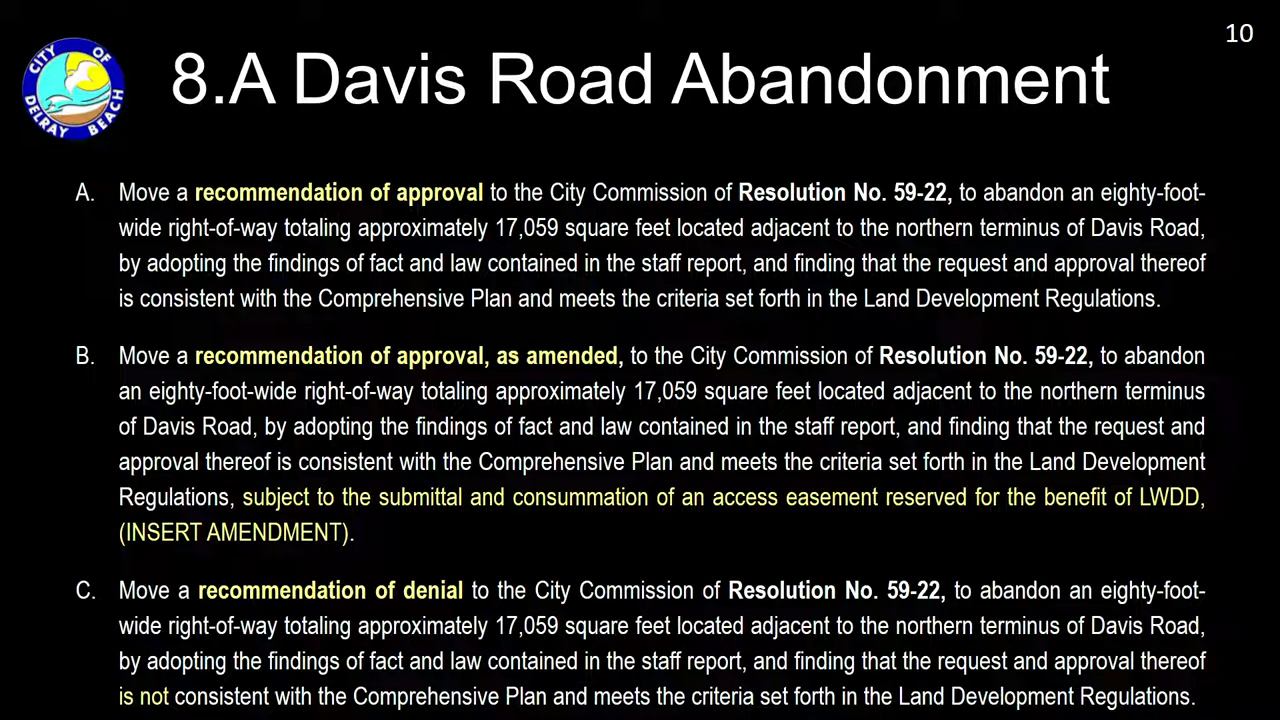 10
CITY OF
DELRAY BEACH
8.A Davis Road Abandonment
A. Move a recommendation of approval to the City Commission of Resolution No. 59-22, to abandon an eighty-foot-
wide right-of-way totaling approximately 17,059 square feet located adjacent to the northern terminus of Davis Road,
by adopting the findings of fact and law contained in the staff report, and finding that the request and approval thereof
is consistent with the Comprehensive Plan and meets the criteria set forth in the Land Development Regulations.
B. Move a recommendation of approval, as amended, to the City Commission of Resolution No. 59-22, to abandon
an eighty-foot-wide right-of-way totaling approximately 17,059 square feet located adjacent to the northern terminus
of Davis Road, by adopting the findings of fact and law contained in the staff report, and finding that the request and
approval thereof is consistent with the Comprehensive Plan and meets the criteria set forth in the Land Development
Regulations, subject to the submittal and consummation of an access easement reserved for the benefit of LWDD,
(INSERT AMENDMENT).
C. Move a recommendation of denial to the City Commission of Resolution No. 59-22, to abandon an eighty-foot-
wide right-of-way totaling approximately 17,059 square feet located adjacent to the northern terminus of Davis Road,
by adopting the findings of fact and law contained in the staff report, and finding that the request and approval thereof
is not consistent with the Comprehensive Plan and meets the criteria set forth in the Land Development Regulations.